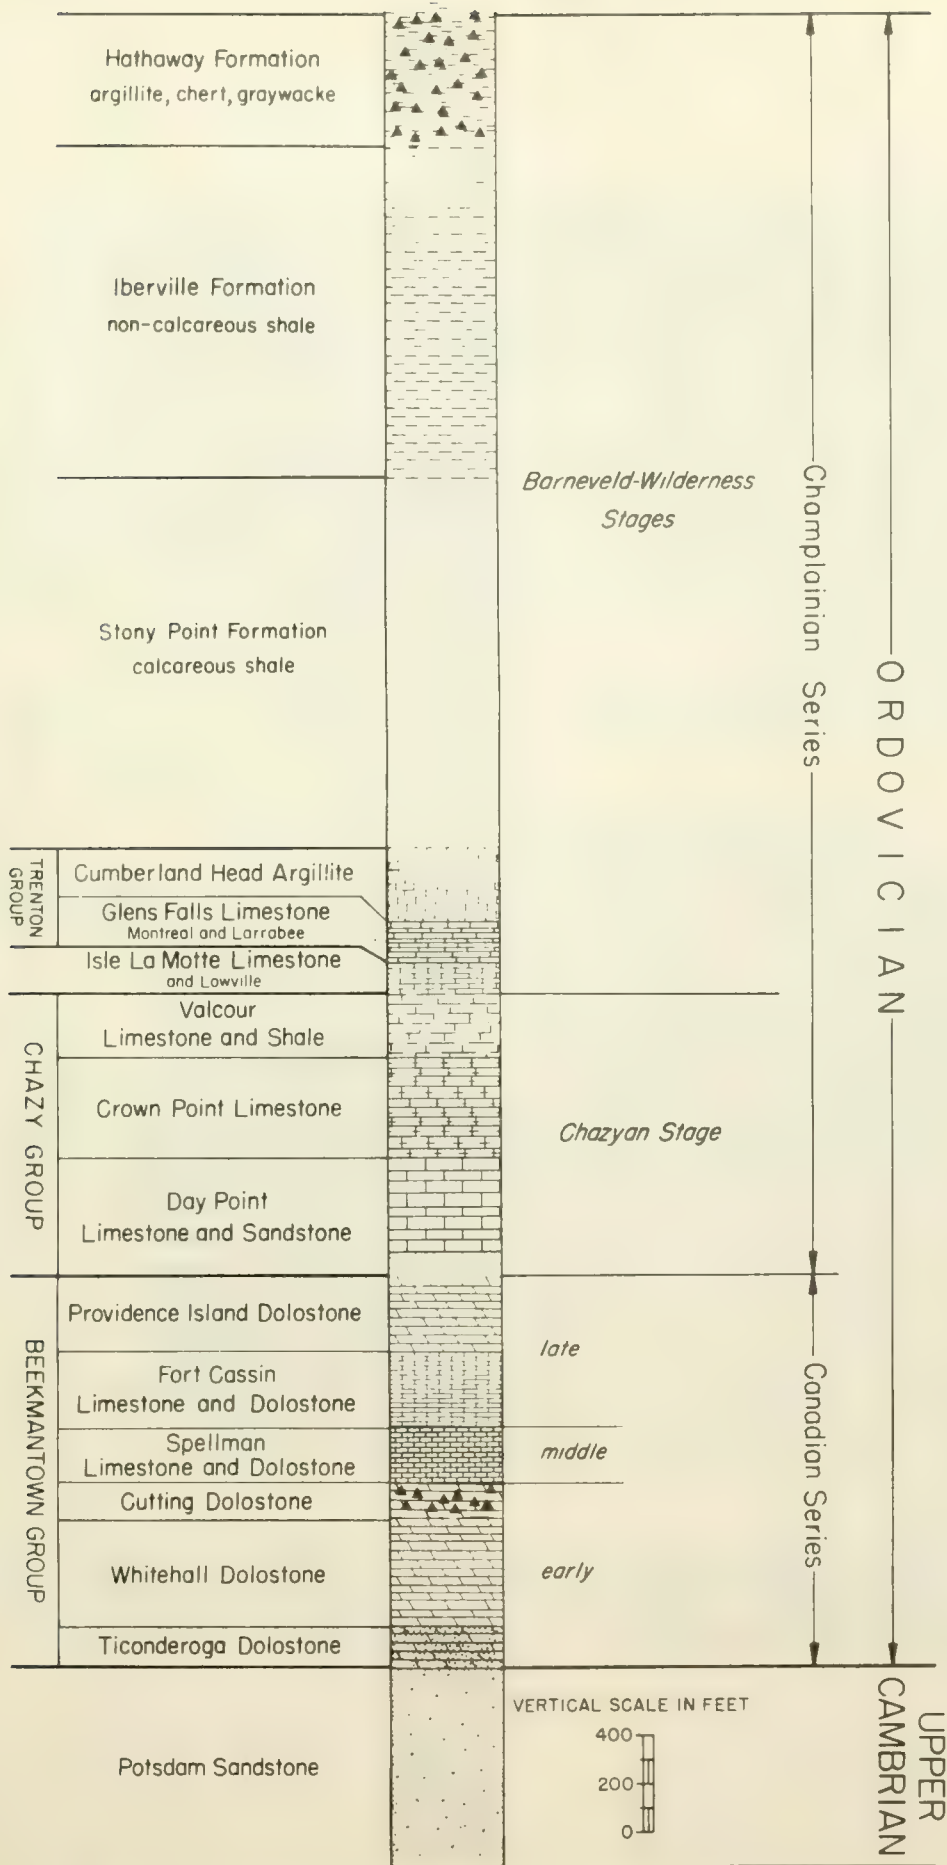 Hathaway Formation
argillite, chert, graywacke
Iberville Formation
non-calcareous shale
Stony Point Formation
calcareous shale
TRENTON
GROUP
Cumberland Head Argillite
Glens Falls Limestone
Montreal and Larrabee
Isle La Motte Limestone
and Lowville
CHAZY GROUP
Valcour
Limestone and Shale
Crown Point Limestone
Day Point
Limestone and Sandstone
BEEKMANTOWN GROUP
Providence Island Dolostone
Fort Cassin
Limestone and Dolostone
Spellman
Limestone and Dolostone
Cutting Dolostone
Whitehall Dolostone
Ticonderoga Dolostone
Potsdam Sandstone
Barneveld-Wilderness
Stages
Chazyan Stage
late
middle
early
Champlainian Series
Canadian Series
ORDOVICIAN
UPPER
CAMBRIAN
VERTICAL SCALE IN FEET
400
200
0